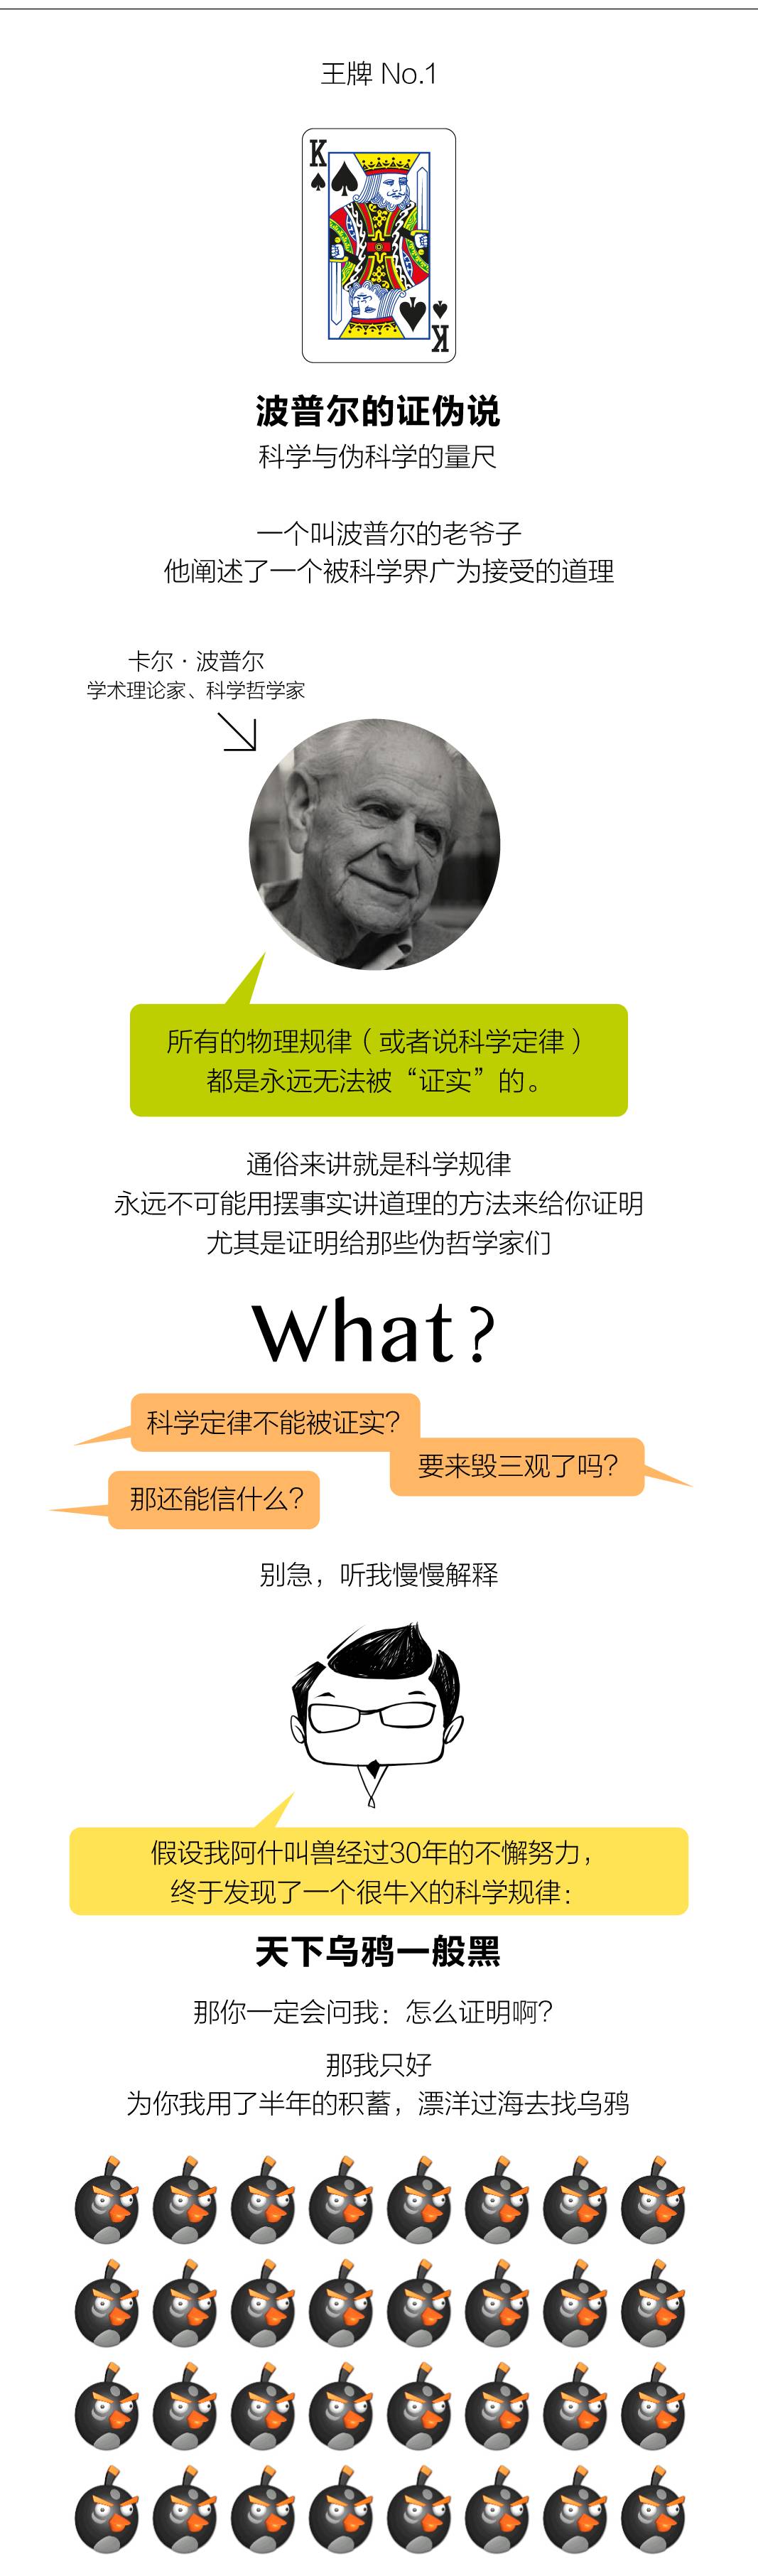 王牌 No.1
K
K
波普尔的证伪说
科学与伪科学的量尺
一个叫波普尔的老爷子
他阐述了一个被科学界广为接受的道理
卡尔·波普尔
学术理论家、科学哲学家
所有的物理规律（或者说科学定律）
都是永远无法被“证实”的。
通俗来讲就是科学规律
永远不可能用摆事实讲道理的方法来给你证明
尤其是证明给那些伪哲学家们
What？
科学定律不能被证实？
要来毁三观了吗？
那还能信什么？
别急，听我慢慢解释
假设我阿什叫兽经过30年的不懈努力，
终于发现了一个很牛X的科学规律：
天下乌鸦一般黑
那你一定会问我：怎么证明啊？
那我只好
为你我用了半年的积蓄，漂洋过海去找乌鸦